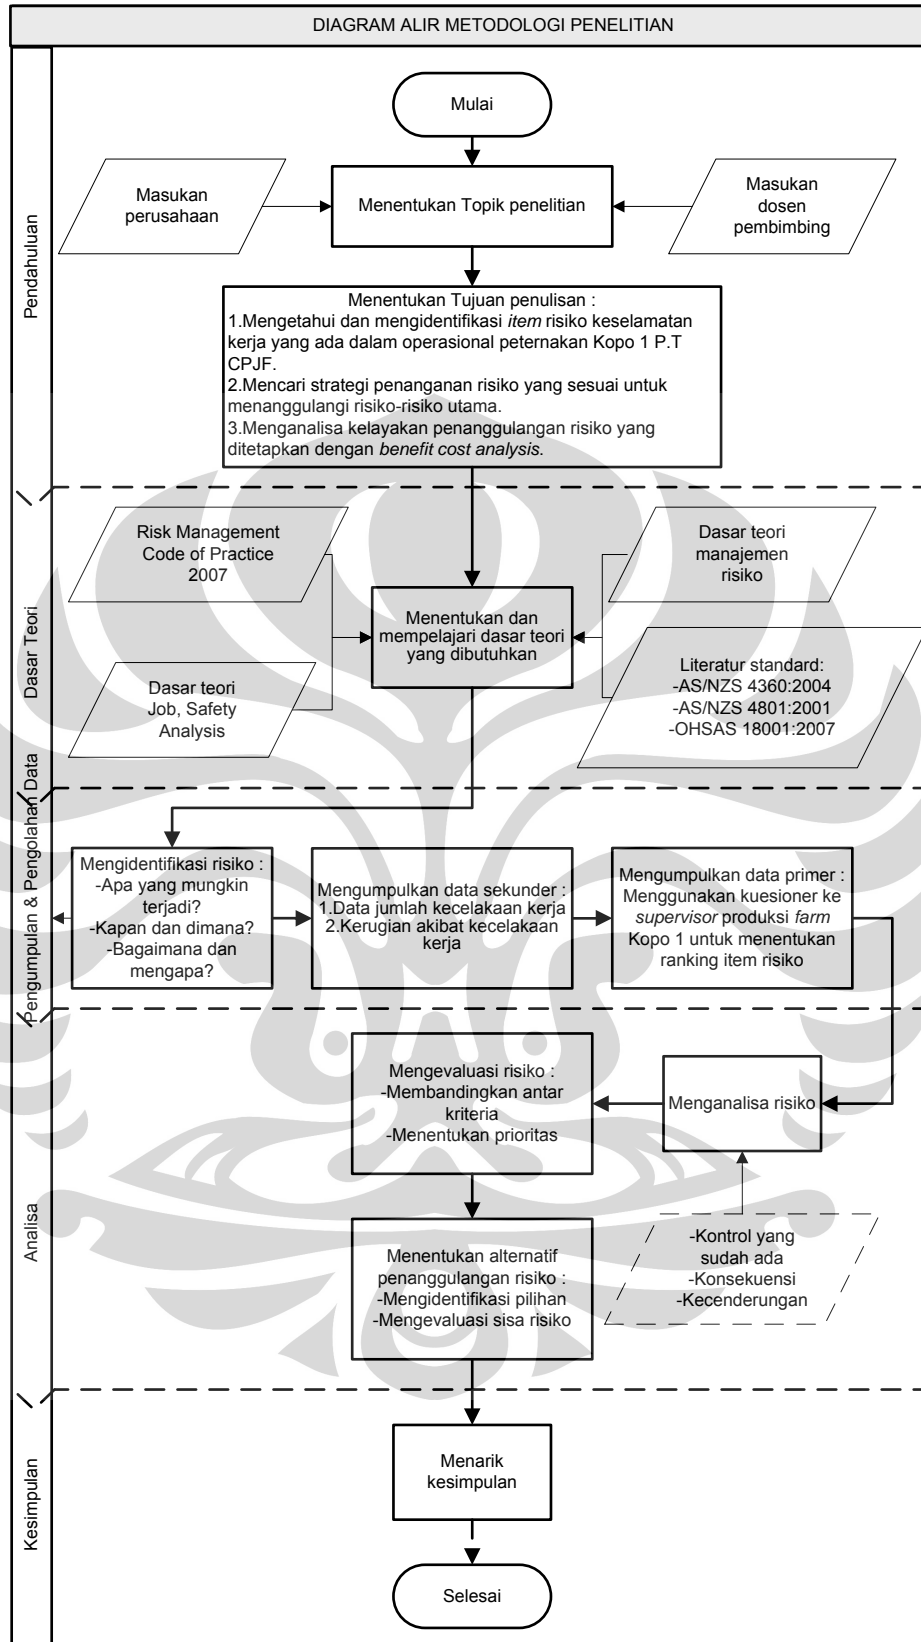 DIAGRAM ALIR METODOLOGI PENELITIAN
Pendahuluan
Mulai
Masukan
perusahaan
Menentukan Topik penelitian
Masukan
dosen
pembimbing
Menentukan Tujuan penulisan :
1.Mengetahui dan mengidentifikasi item risiko keselamatan
kerja yang ada dalam operasional peternakan Kopo 1 P.T
CPJF.
2.Mencari strategi penanganan risiko yang sesuai untuk
menanggulangi risiko-risiko utama.
3.Menganalisa kelayakan penanggulangan risiko yang
ditetapkan dengan benefit cost analysis.
Dasar Teori
Risk Management
Code of Practice
2007
Dasar teori
manajemen
risiko
Menentukan dan
mempelajari dasar teori
yang dibutuhkan
Dasar teori
Job, Safety
Analysis
Literatur standard:
-AS/NZS 4360:2004
-AS/NZS 4801:2001
-OHSAS 18001:2007
Pengumpulan & Pengolahan Data
Mengidentifikasi risiko :
-Apa yang mungkin
terjadi?
-Kapan dan dimana?
-Bagaimana dan
mengapa?
Mengumpulkan data sekunder :
1.Data jumlah kecelakaan kerja
2.Kerugian akibat kecelakaan
kerja
Mengumpulkan data primer :
Menggunakan kuesioner ke
supervisor produksi farm
Kopo 1 untuk menentukan
ranking item risiko
Analisa
Mengevaluasi risiko :
-Membandingkan antar
kriteria
-Menentukan prioritas
Menganalisa risiko
Menentukan alternatif
penanggulangan risiko :
-Mengidentifikasi pilihan
-Mengevaluasi sisa risiko
-Kontrol yang
sudah ada
-Konsekuensi
-Kecenderungan
Kesimpulan
Menarik
kesimpulan
Selesai